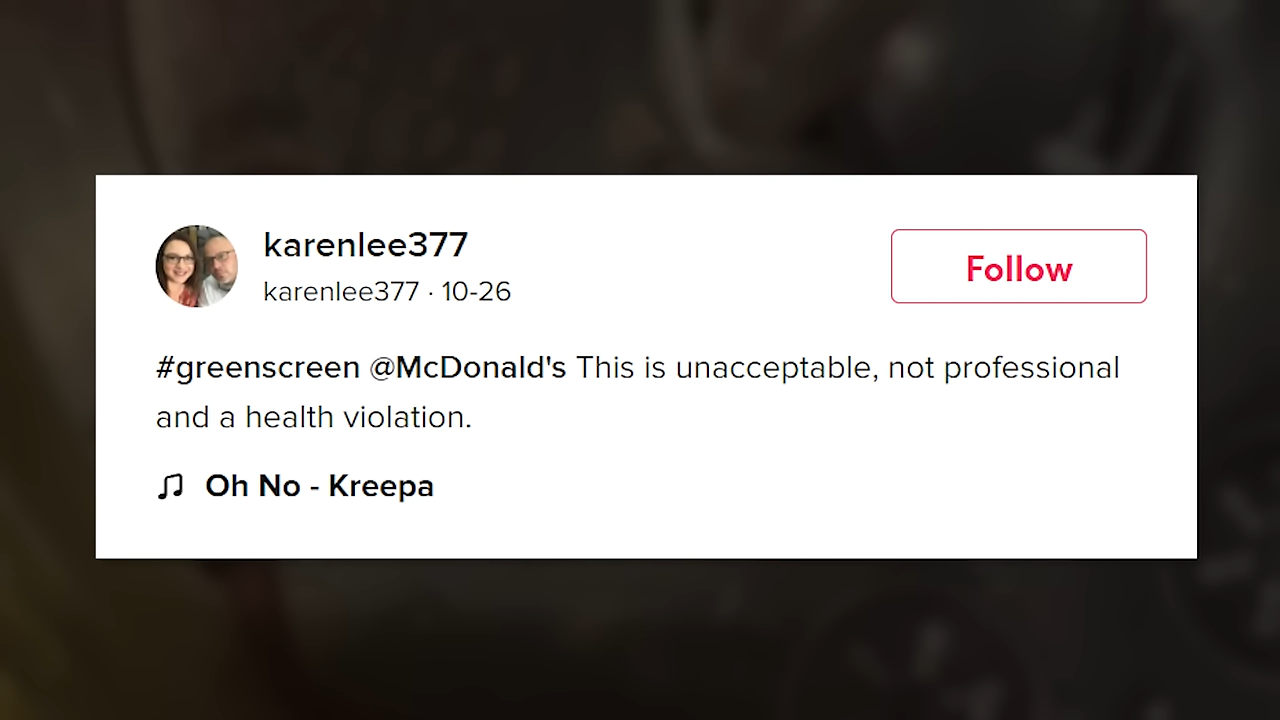 karenlee377
karenlee377 · 10-26
Follow
#greenscreen @McDonald's This is unacceptable, not professional
and a health violation.
Oh No - Kreepa